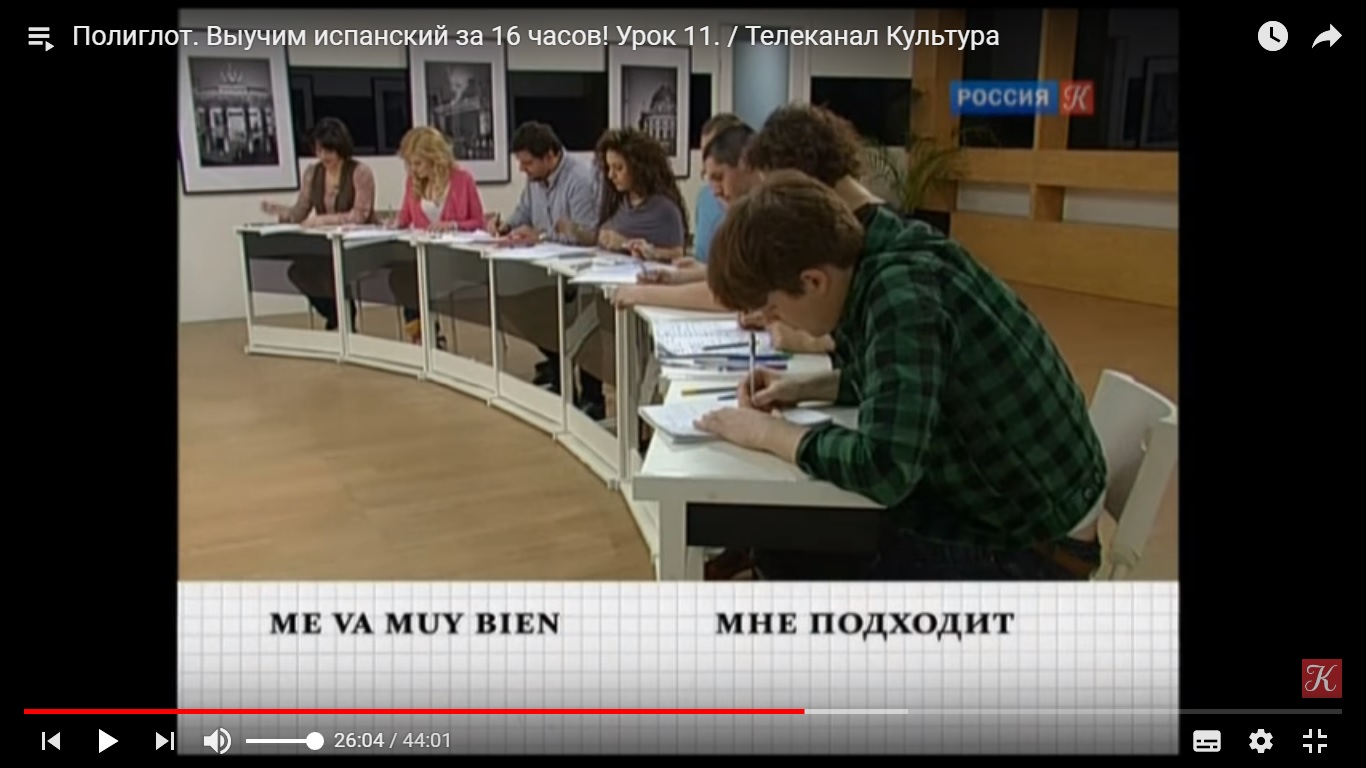 Полиглот. Выучим испанский за 16 часов! Урок 11. / Телеканал Культура
РОССИЯ К
ME VA MUY BIEN
МНЕ ПОДХОДИТ
К
26:04 / 44:01